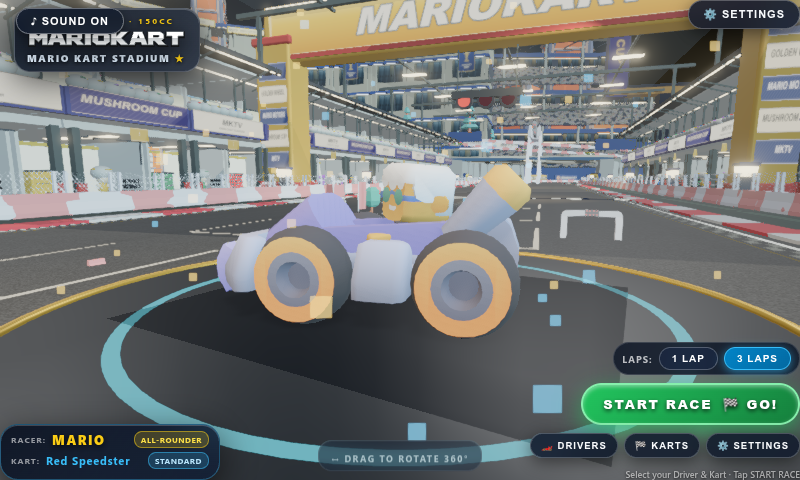 ♪ SOUND ON
· 150CC
MARIOKART
MARIO KART STADIUM ★
MARIOKART
⚙️ SETTINGS
MUSHROOM CUP
MKTV
MKTV
LAPS:
1 LAP
3 LAPS
START RACE 🏁 GO!
RACER: MARIO
ALL-ROUNDER
KART: Red Speedster
STANDARD
↔ DRAG TO ROTATE 360°
🏎️ DRIVERS
🏁 KARTS
⚙️ SETTINGS
Select your Driver & Kart · Tap START RACE